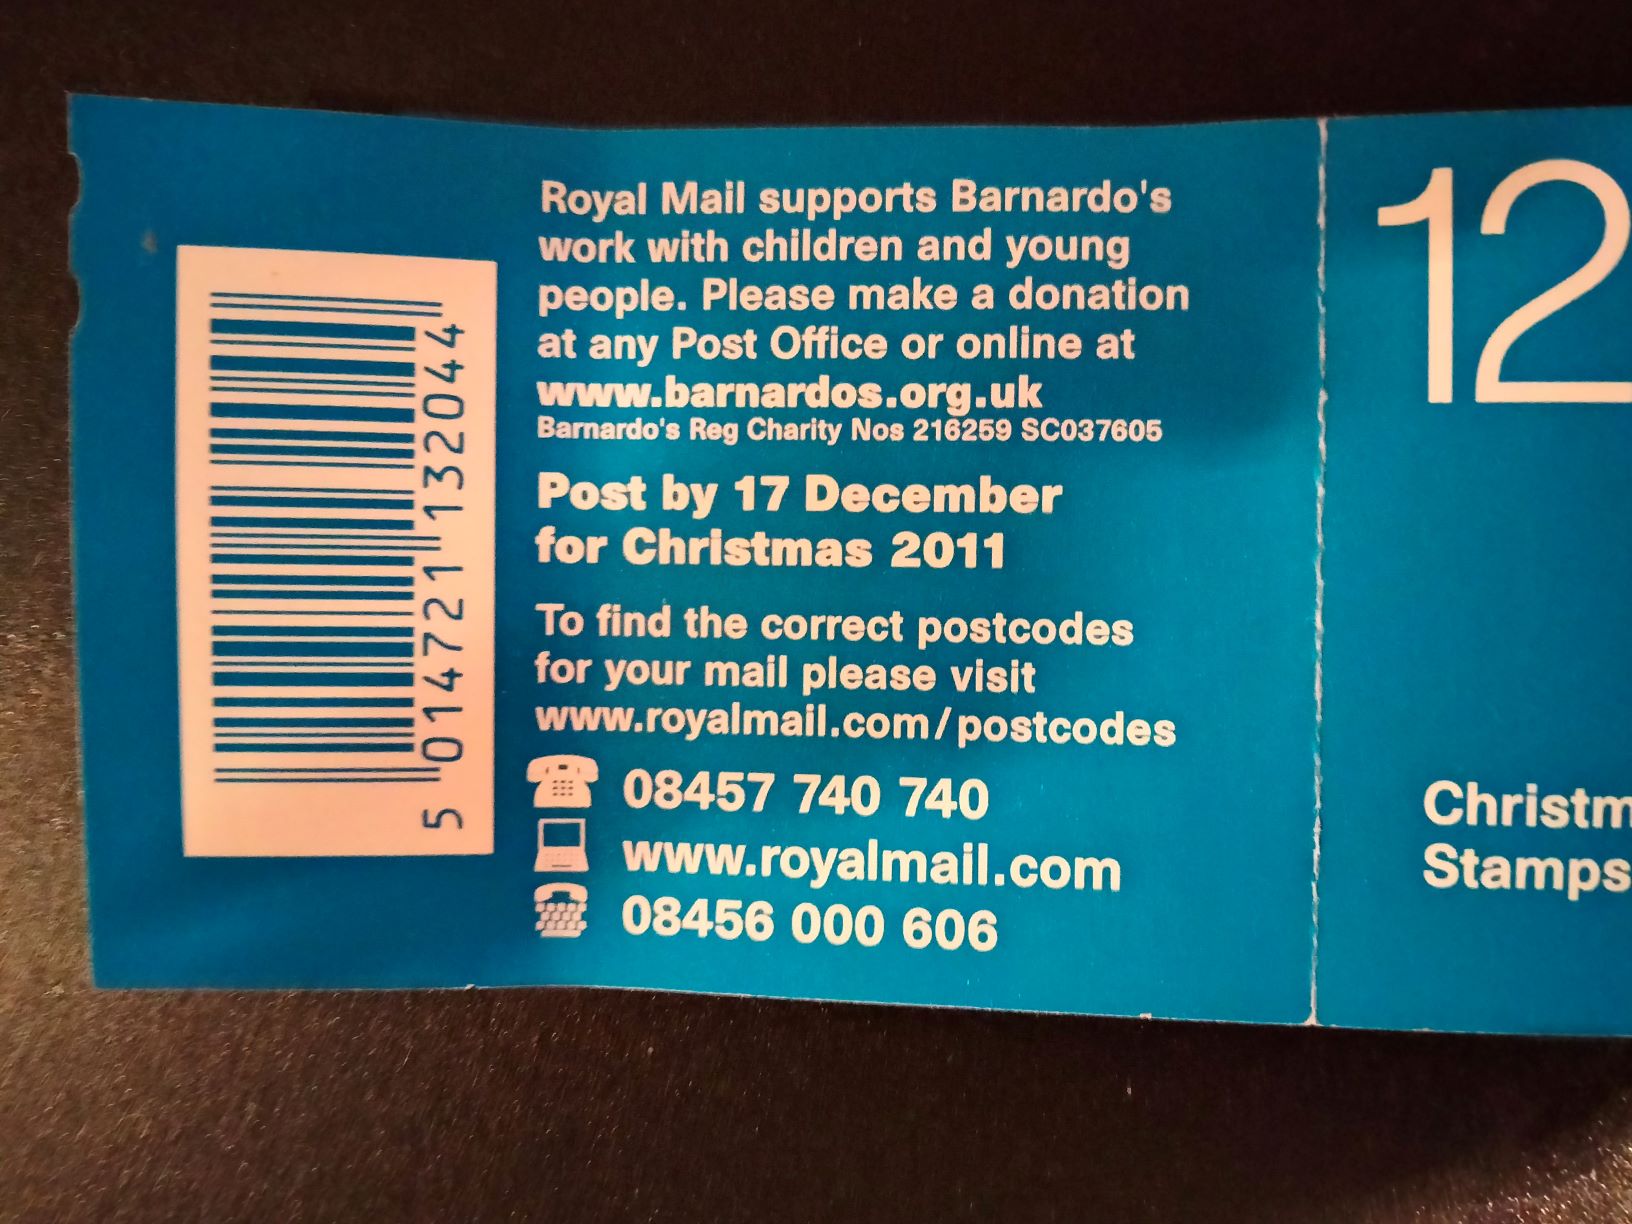 Royal Mail supports Barnardo's
work with children and young
people. Please make a donation
at any Post Office or online at
www.barnardos.org.uk
Barnardo's Reg Charity Nos 216259 SC037605
Post by 17 December
for Christmas 2011
To find the correct postcodes
for your mail please visit
www.royalmail.com/postcodes
08457 740 740
www.royalmail.com
08456 000 606
5 014721 132044
12
Christm
Stamps